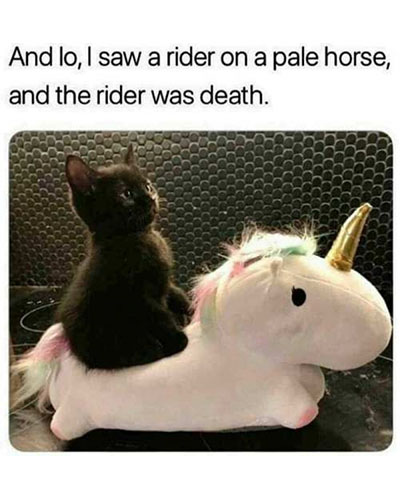 And lo, I saw a rider on a pale horse,
and the rider was death.